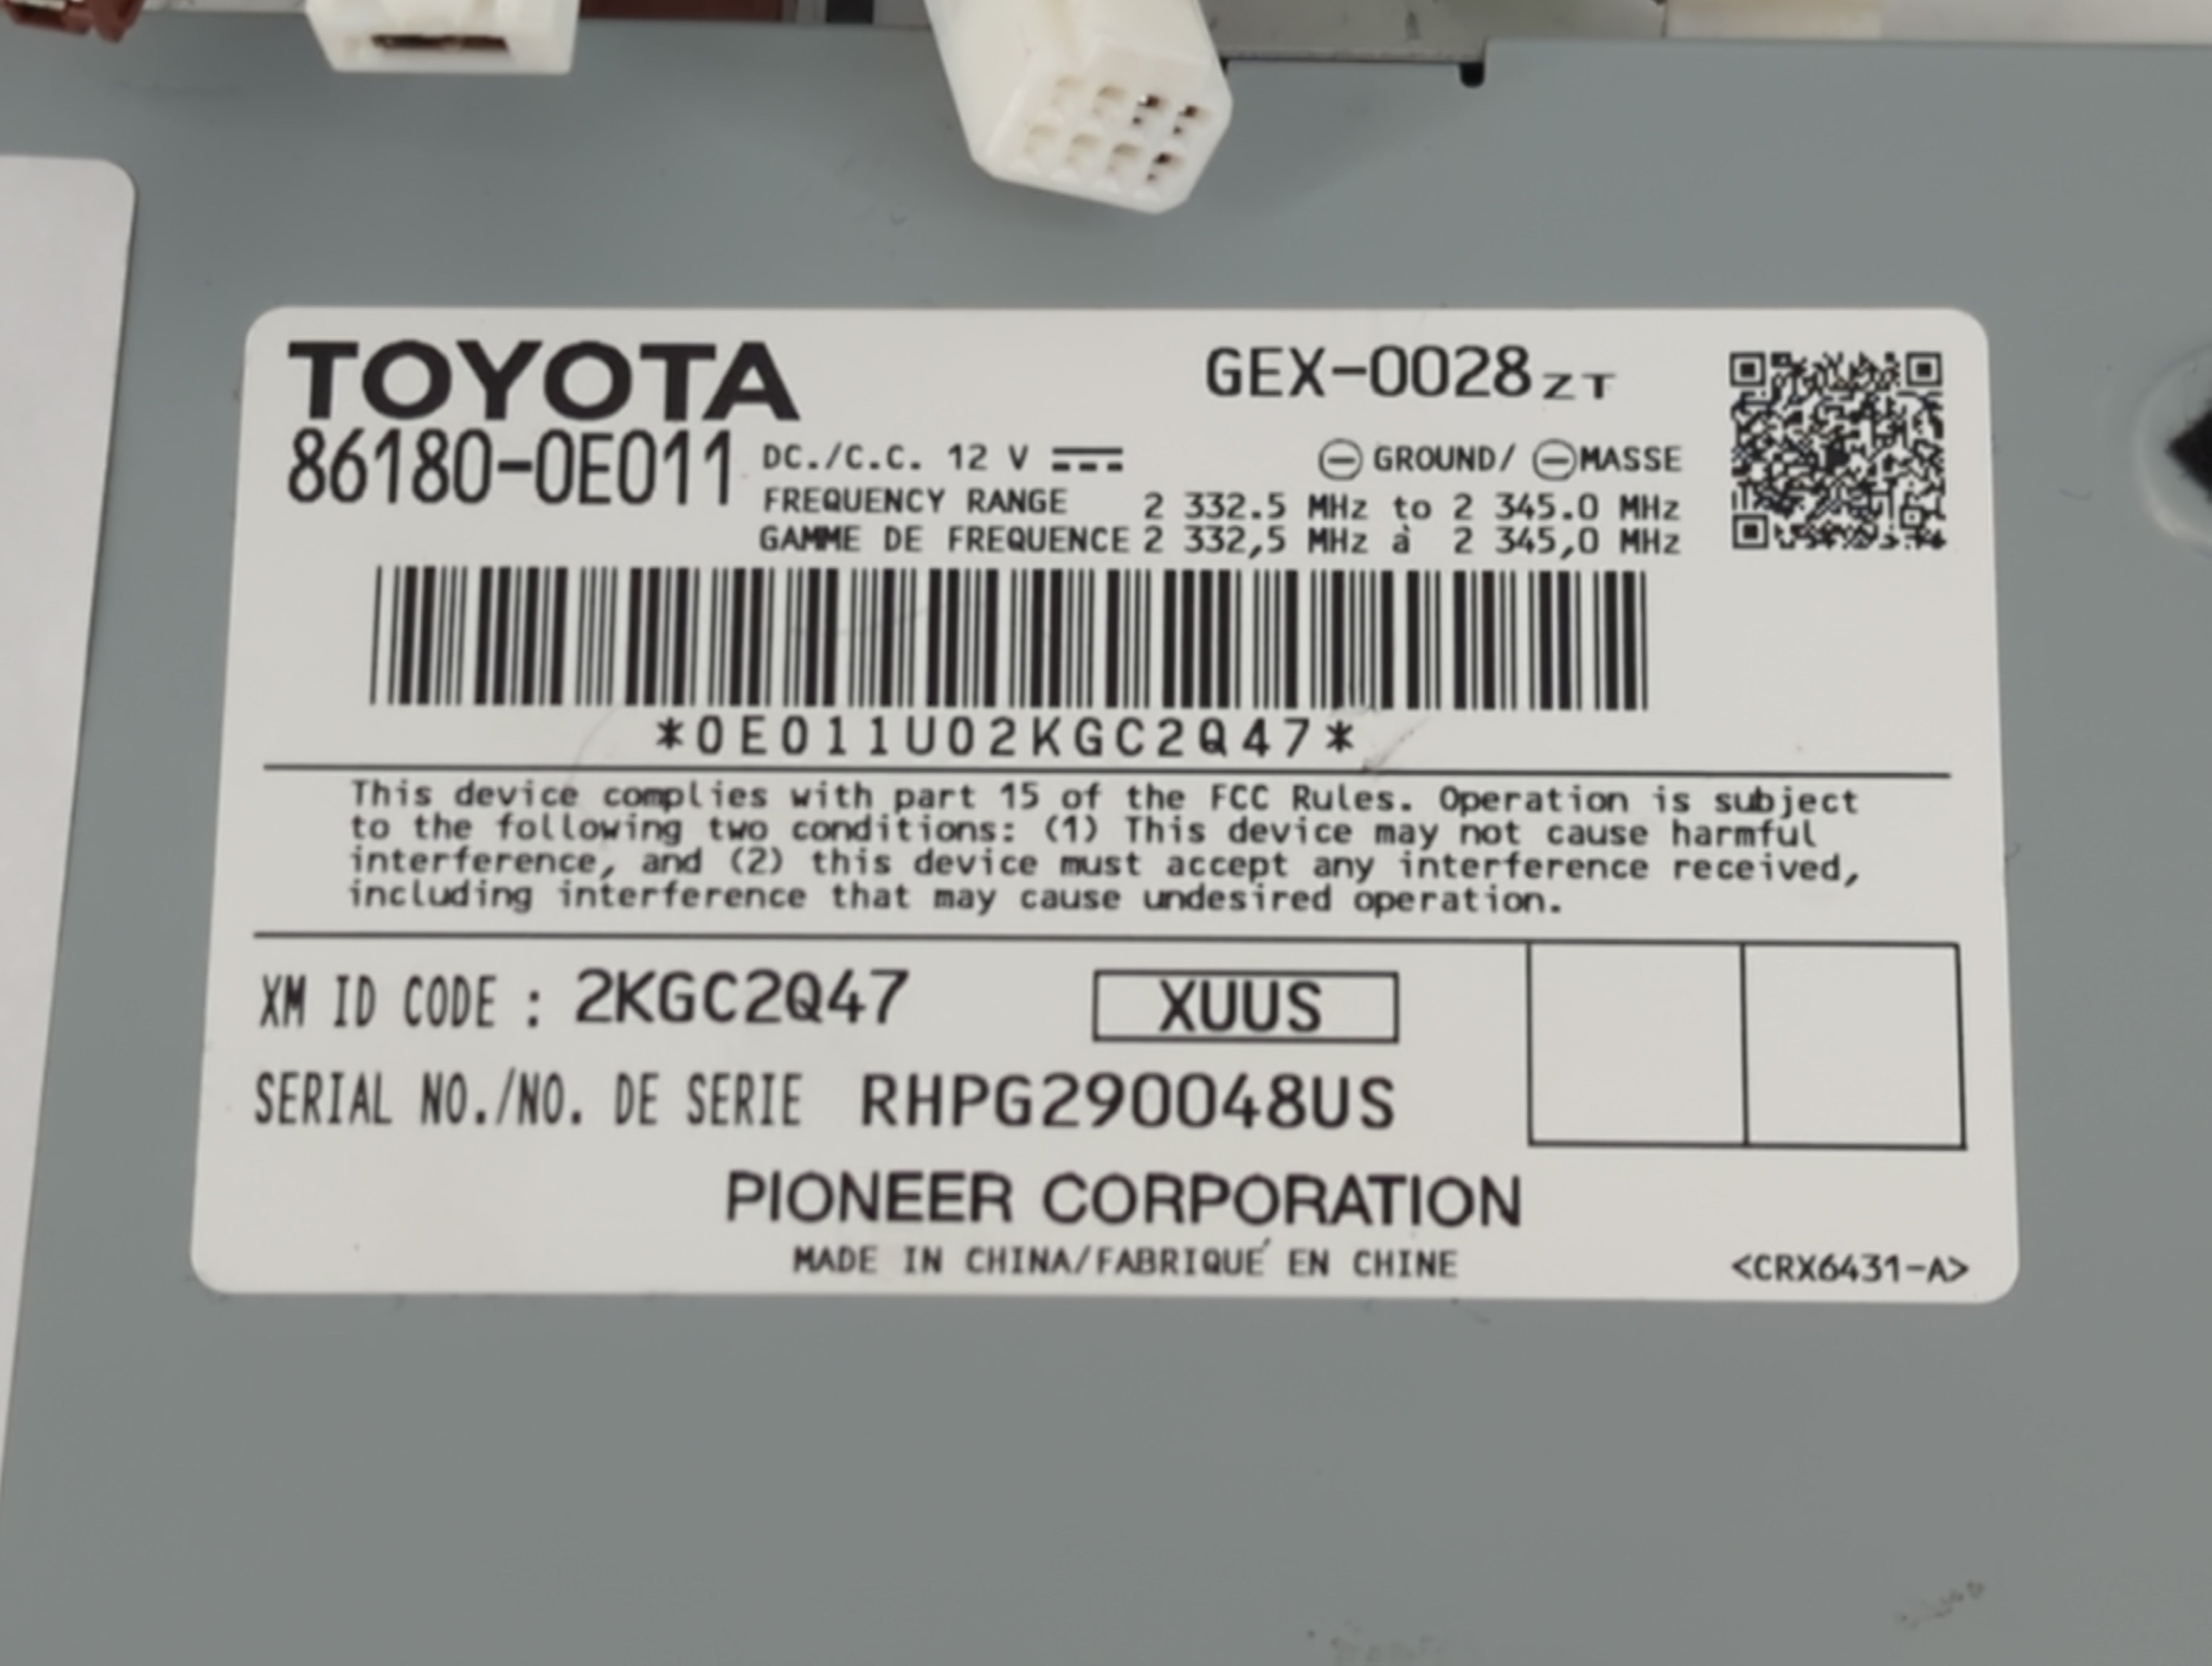 TOYOTA
GEX-0028ZT
86180-0E011
DC./C.C. 12 V
⊖GROUND/ ⊖MASSE
FREQUENCY RANGE 2 332.5 MHz to 2 345.0 MHz
GAMME DE FREQUENCE 2 332,5 MHz à 2 345,0 MHz
*0E011U02KGC2Q47*
This device complies with part 15 of the FCC Rules. Operation is subject
to the following two conditions: (1) This device may not cause harmful
interference, and (2) this device must accept any interference received,
including interference that may cause undesired operation.
XM ID CODE : 2KGC2Q47
XUUS
SERIAL NO./NO. DE SERIE RHPG290048US
PIONEER CORPORATION
MADE IN CHINA/FABRIQUÉ EN CHINE
<CRX6431-A>